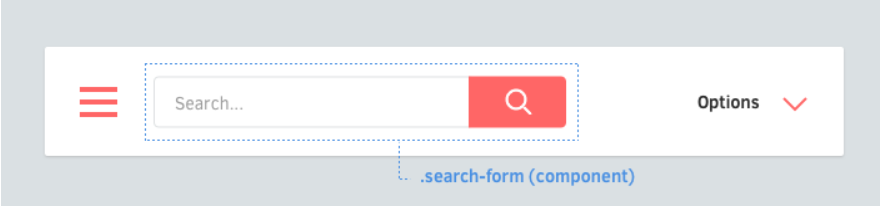 Search...
Options
.search-form (component)